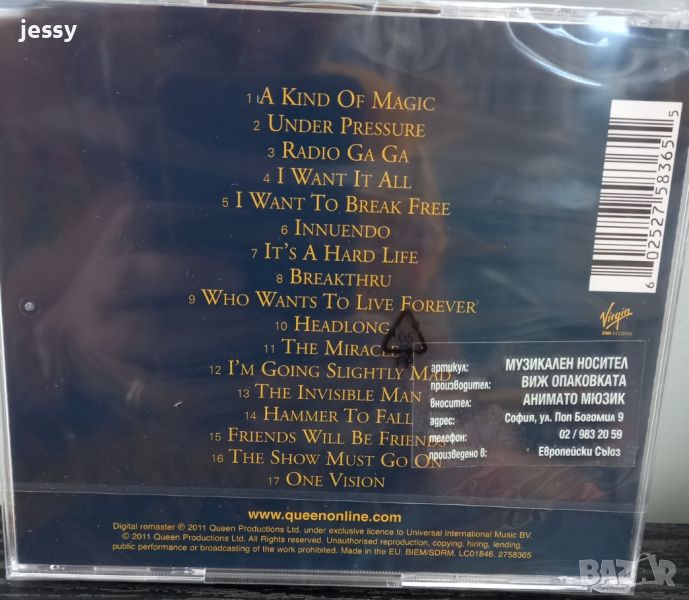 jessy
1 A KIND OF MAGIC
2 UNDER PRESSURE
3 RADIO GA GA
4 I WANT IT ALL
5 I WANT TO BREAK FREE
6 INNUENDO
7 IT'S A HARD LIFE
8 BREAKTHRU
9 WHO WANTS TO LIVE FOREVER
10 HEADLONG
11 THE MIRACLE
12 I'M GOING SLIGHTLY MAD
13 THE INVISIBLE MAN
14 HAMMER TO FALL
15 FRIENDS WILL BE FRIENDS
16 THE SHOW MUST GO ON
17 ONE VISION
6 02527 58365 5
Virgin
EMI RECORDS
артикул: МУЗИКАЛЕН НОСИТЕЛ
производител: ВИЖ ОПАКОВКАТА
вносител: АНИМАТО МЮЗИК
адрес: София, ул. Поп Богомил 9
телефон: 02 / 983 20 59
произведено в: Европейски Съюз
www.queenonline.com
Digital remaster ℗ 2011 Queen Productions Ltd. under exclusive licence to Universal International Music BV.
© 2011 Queen Productions Ltd. All Rights reserved. Unauthorised reproduction, copying, hiring, lending,
public performance or broadcasting of the work prohibited. Made in the EU. BIEM/SDRM. LC01846. 2758365
BAZAR